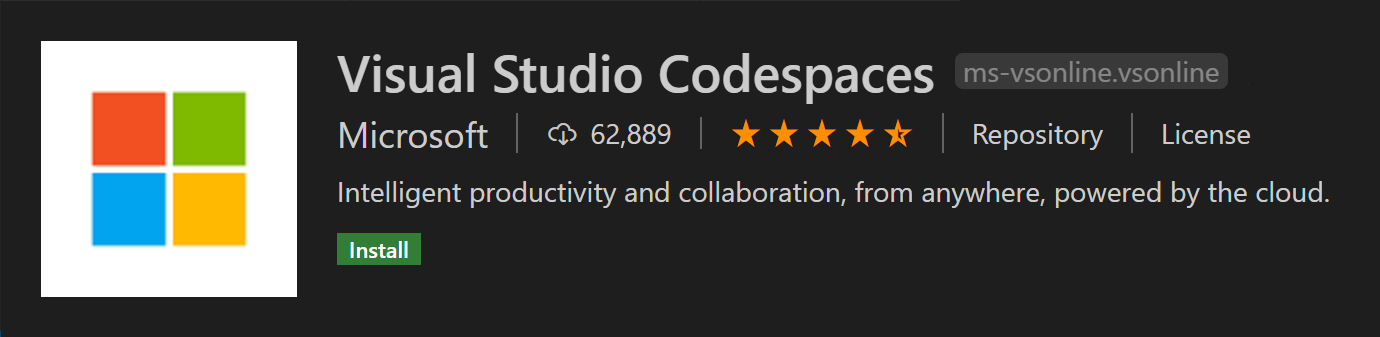 Visual Studio Codespaces ms-vsonline.vsonline
Microsoft 62,889 Repository License
Intelligent productivity and collaboration, from anywhere, powered by the cloud.
Install